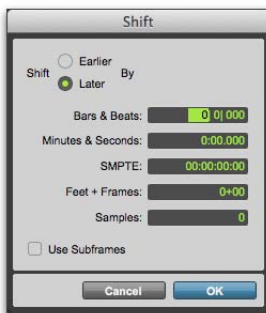 Shift
Earlier
Shift By
Later
Bars & Beats: 0| 0| 000
Minutes & Seconds: 0:00.000
SMPTE: 00:00:00:00
Feet + Frames: 0+00
Samples: 0
Use Subframes
Cancel OK